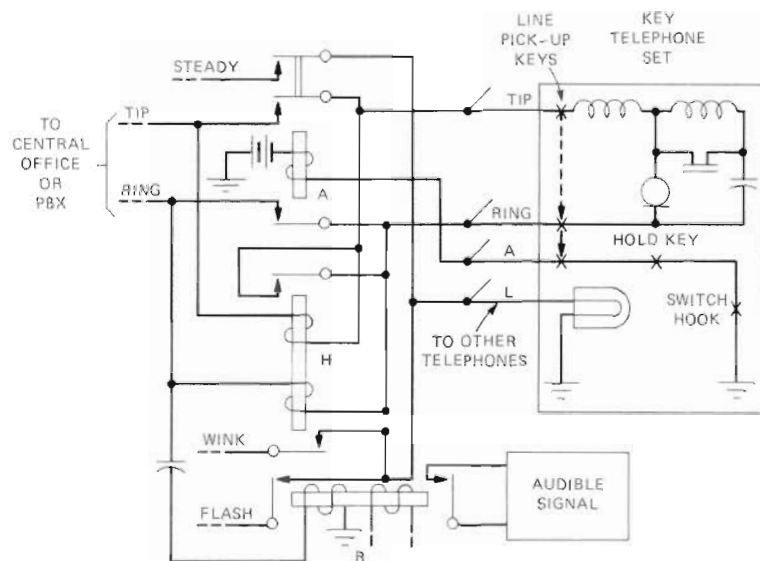 LINE
PICK-UP
KEYS
KEY
TELEPHONE
SET
STEADY
TIP
TIP
TO
CENTRAL
OFFICE
OR
PBX
RING
A
RING
HOLD KEY
A
L
SWITCH
HOOK
TO OTHER
TELEPHONES
H
WINK
FLASH
AUDIBLE
SIGNAL